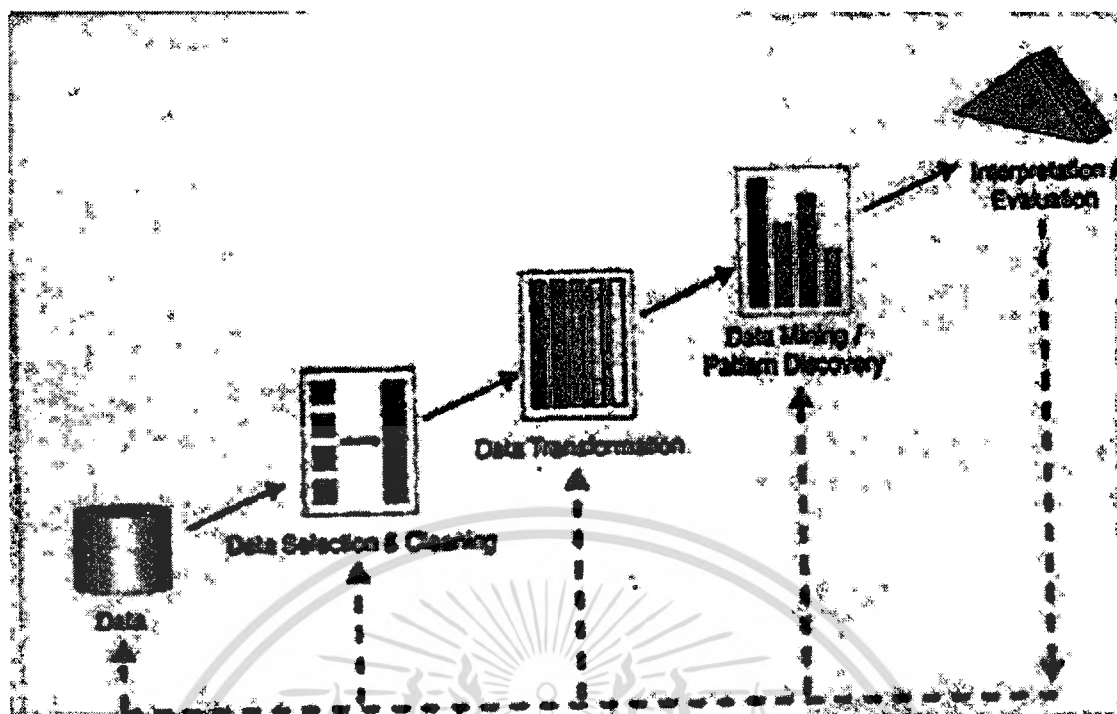 Data
Data Selection & Cleaning
Data Transformation
Data Mining /
Pattern Discovery
Interpretation /
Evaluation